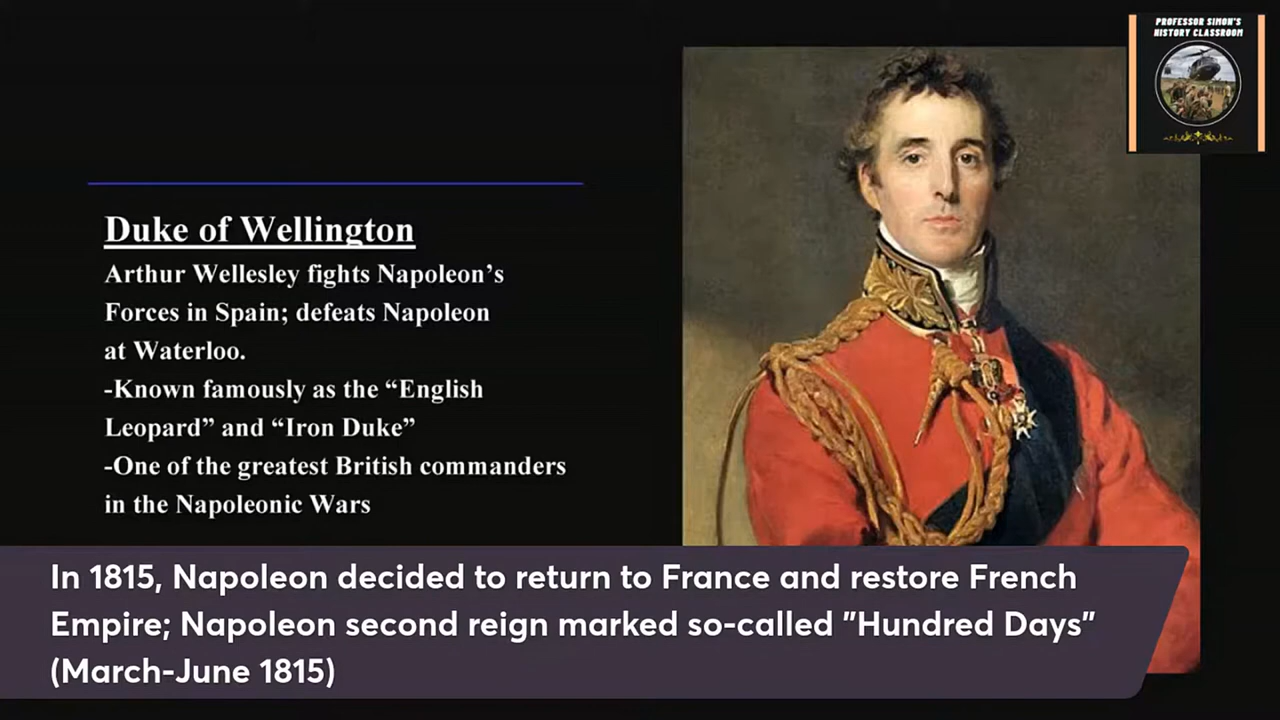 PROFESSOR SIMON'S
HISTORY CLASSROOM
Duke of Wellington
Arthur Wellesley fights Napoleon’s
Forces in Spain; defeats Napoleon
at Waterloo.
-Known famously as the “English
Leopard” and “Iron Duke”
-One of the greatest British commanders
in the Napoleonic Wars
In 1815, Napoleon decided to return to France and restore French
Empire; Napoleon second reign marked so-called "Hundred Days"
(March-June 1815)